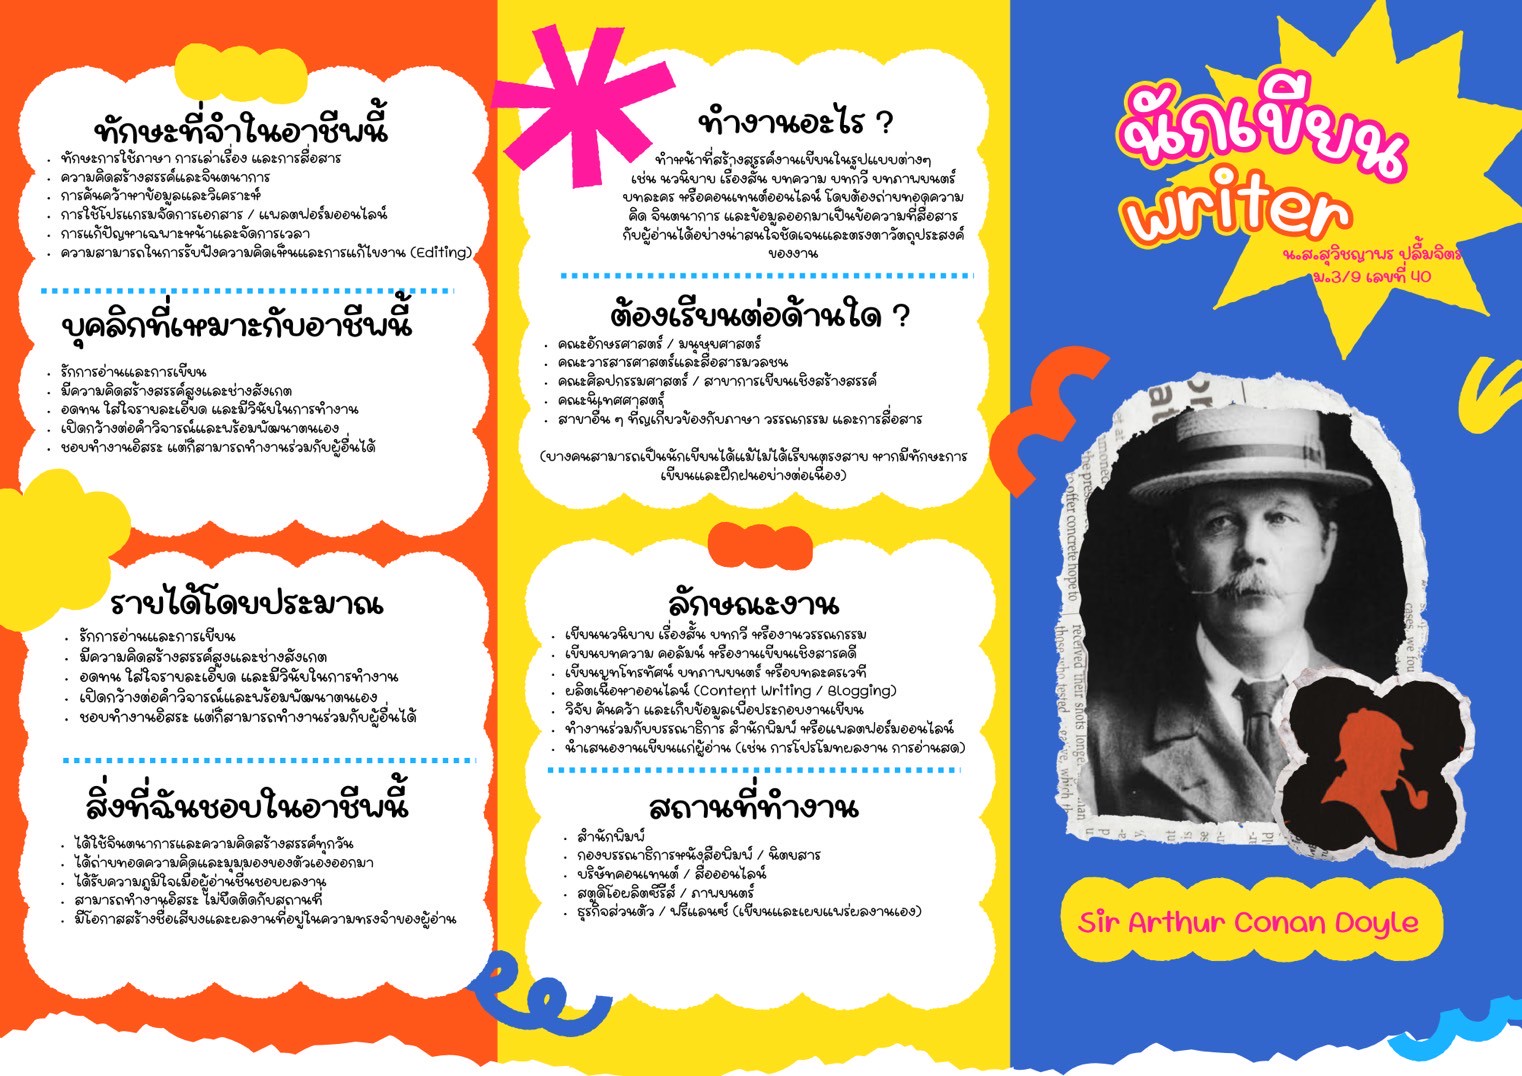 ทักษะที่จำในอาชีพนี้
ทักษะการใช้ภาษา การเล่าเรื่อง และการสื่อสาร
ความคิดสร้างสรรค์และจินตนาการ
การค้นคว้าหาข้อมูลและวิเคราะห์
การใช้โปรแกรมจัดการเอกสาร / แพลตฟอร์มออนไลน์
การแก้ปัญหาเฉพาะหน้าและจัดการเวลา
ความสามารถในการรับฟังความคิดเห็นและการแก้ไขงาน (Editing)
บุคลิกที่เหมาะกับอาชีพนี้
รักการอ่านและการเขียน
มีความคิดสร้างสรรค์สูงและช่างสังเกต
อดทน ใส่ใจรายละเอียด และมีวินัยในการทำงาน
เปิดกว้างต่อคำวิจารณ์และพร้อมพัฒนาตนเอง
ชอบทำงานอิสระ แต่ก็สามารถทำงานร่วมกับผู้อื่นได้
รายได้โดยประมาณ
รักการอ่านและการเขียน
มีความคิดสร้างสรรค์สูงและช่างสังเกต
อดทน ใส่ใจรายละเอียด และมีวินัยในการทำงาน
เปิดกว้างต่อคำวิจารณ์และพร้อมพัฒนาตนเอง
ชอบทำงานอิสระ แต่ก็สามารถทำงานร่วมกับผู้อื่นได้
สิ่งที่ฉันชอบในอาชีพนี้
ได้ใช้จินตนาการและความคิดสร้างสรรค์ทุกวัน
ได้ถ่ายทอดความคิดและมุมมองของตัวเองออกมา
ได้รับความภูมิใจเมื่อผู้อ่านชื่นชอบผลงาน
สามารถทำงานอิสระ ไม่ยึดติดกับสถานที่
มีโอกาสสร้างชื่อเสียงและผลงานที่อยู่ในความทรงจำของผู้อ่าน
ทำงานอะไร ?
ทำหน้าที่สร้างสรรค์งานเขียนในรูปแบบต่างๆ
เช่น นวนิยาย เรื่องสั้น บทความ บทกวี บทภาพยนตร์
บทละคร หรือคอนเทนต์ออนไลน์ โดยต้องถ่ายทอดความ
คิด จินตนาการ และข้อมูลออกมาเป็นข้อความที่สื่อสาร
กับผู้อ่านได้อย่างน่าสนใจชัดเจนและตรงตาวัตถุประสงค์
ของงาน
ต้องเรียนต่อด้านใด ?
คณะอักษรศาสตร์ / มนุษยศาสตร์
คณะวารสารศาสตร์และสื่อสารมวลชน
คณะศิลปกรรมศาสตร์ / สาขาการเขียนเชิงสร้างสรรค์
คณะนิเทศศาสตร์
สาขาอื่น ๆ ที่ญเกี่ยวข้องกับภาษา วรรณกรรม และการสื่อสาร
(บางคนสามารถเป็นนักเขียนได้แม้ไม่ได้เรียนตรงสาย หากมีทักษะการ
เขียนและฝึกฝนอย่างต่อเนื่อง)
ลักษณะงาน
เขียนนวนิยาย เรื่องสั้น บทกวี หรืองานวรรณกรรม
เขียนบทความ คอลัมน์ หรืองานเขียนเชิงสารคดี
เขียนบทโทรทัศน์ บทภาพยนตร์ หรือบทละครเวที
ผลิตเนื้อหาออนไลน์ (Content Writing / Blogging)
วิจัย ค้นคว้า และเก็บข้อมูลเพื่อประกอบงานเขียน
ทำงานร่วมกับบรรณาธิการ สำนักพิมพ์ หรือแพลตฟอร์มออนไลน์
นำเสนองานเขียนแก่ผู้อ่าน (เช่น การโปรโมทผลงาน การอ่านสด)
สถานที่ทำงาน
สำนักพิมพ์
กองบรรณาธิการหนังสือพิมพ์ / นิตยสาร
บริษัทคอนเทนต์ / สื่อออนไลน์
สตูดิโอผลิตซีรีส์ / ภาพยนตร์
ธุรกิจส่วนตัว / ฟรีแลนซ์ (เขียนและเผยแพร่ผลงานเอง)
นักเขียน
writer
น.ส.สุวิชญาพร ปลื้มจิตร
ม.3/9 เลขที่ 40
Sir Arthur Conan Doyle